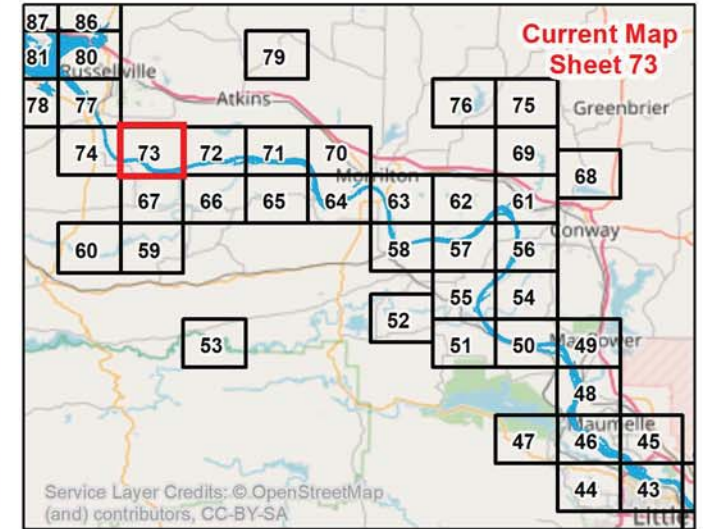 87 86
Current Map
Sheet 73
81 80 79
Russellville
78 77 Atkins 76 75 Greenbrier
74 73 72 71 70 69 68
Morrilton
67 66 65 64 63 62 61
Conway
60 59 58 57 56
55 54
53 52 51 50 49
48
Maumelle
47 46 45
44 43
Little
Service Layer Credits: © OpenStreetMap
(and) contributors, CC-BY-SA